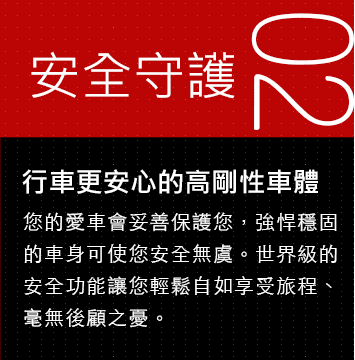 02
安全守護
行車更安心的高剛性車體
您的愛車會妥善保護您，強悍穩固
的車身可使您安全無虞。世界級的
安全功能讓您輕鬆自如享受旅程、
毫無後顧之憂。